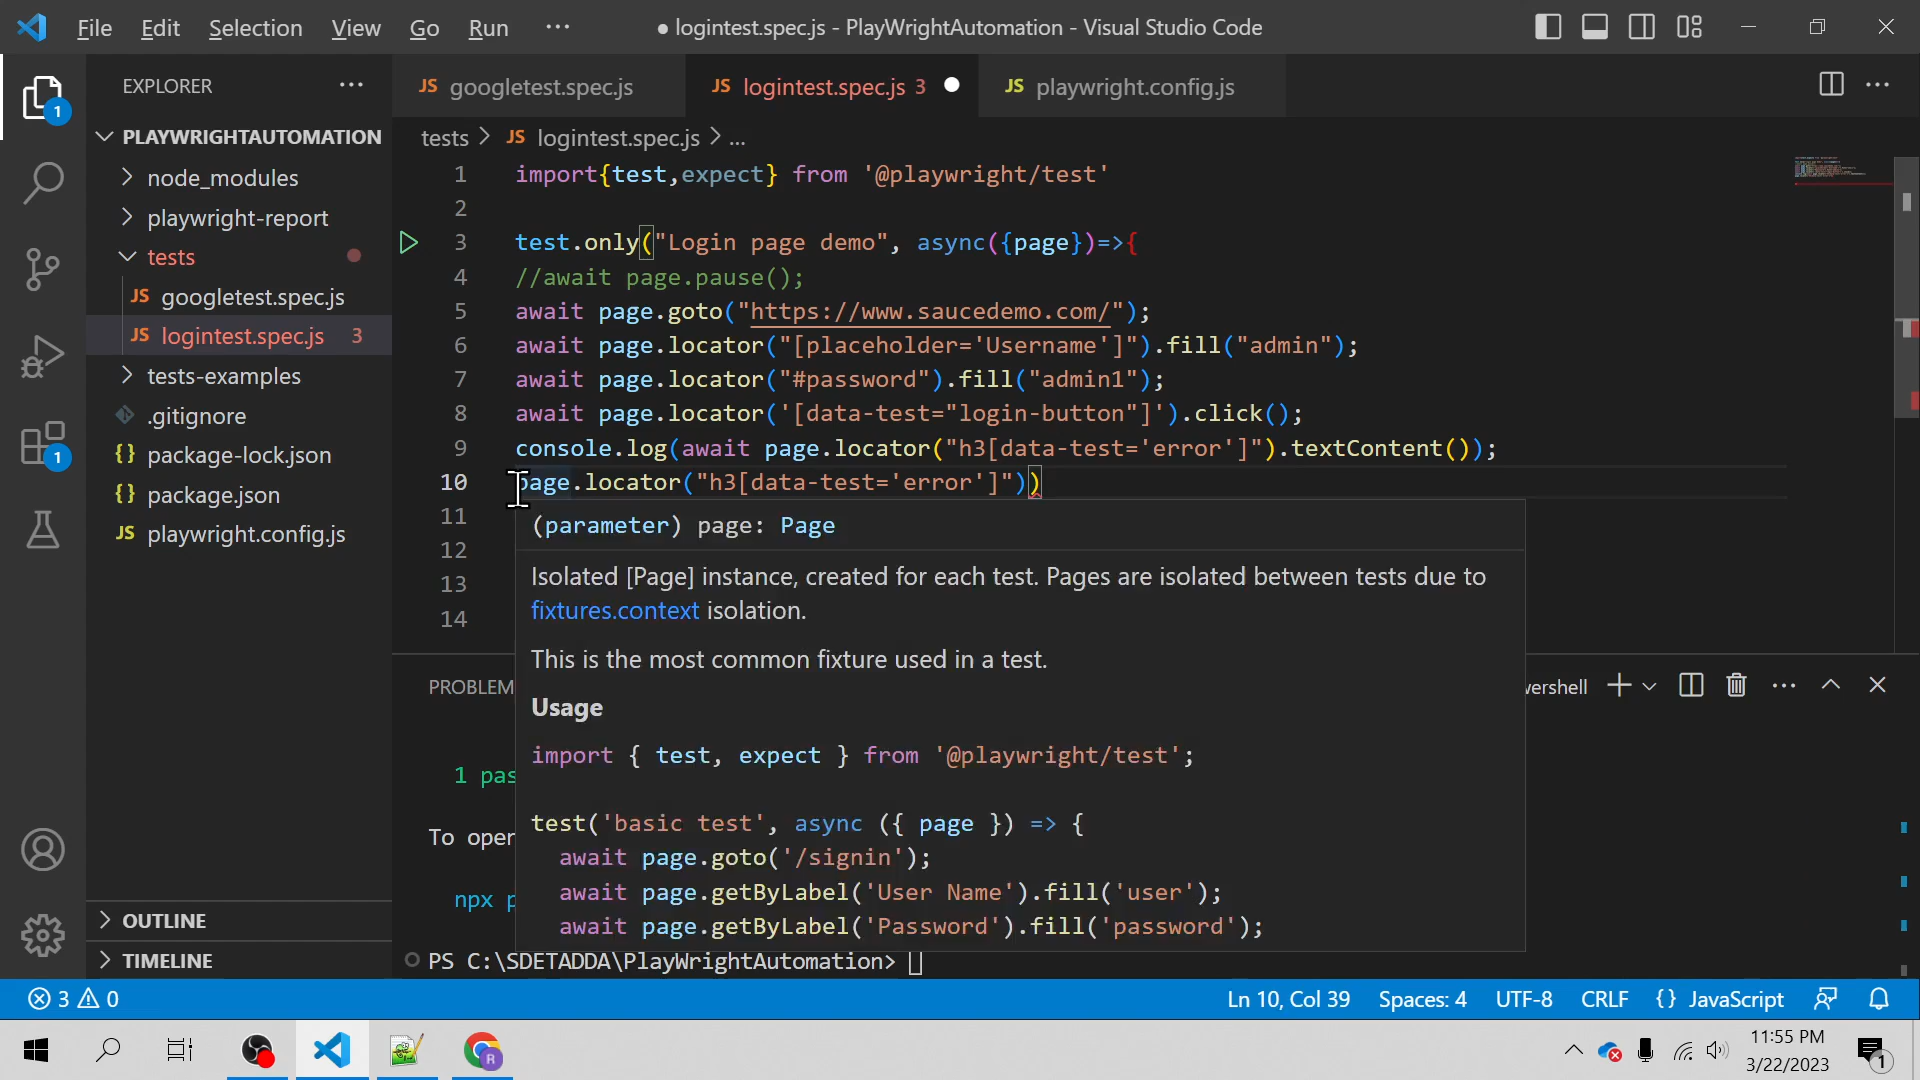 File Edit Selection View Go Run ··· ● logintest.spec.js - PlayWrightAutomation - Visual Studio Code
EXPLORER ···
JS googletest.spec.js JS logintest.spec.js 3 ● JS playwright.config.js ···
PLAYWRIGHTAUTOMATION
node_modules
playwright-report
tests
JS googletest.spec.js
JS logintest.spec.js 3
tests-examples
.gitignore
{} package-lock.json
{} package.json
JS playwright.config.js
OUTLINE
TIMELINE
1
1
tests > JS logintest.spec.js > ...
1 import{test,expect} from '@playwright/test'
2
3 test.only("Login page demo", async({page})=>{
4 //await page.pause();
5 await page.goto("https://www.saucedemo.com/");
6 await page.locator("[placeholder='Username']").fill("admin");
7 await page.locator("#password").fill("admin1");
8 await page.locator('[data-test="login-button"]').click();
9 console.log(await page.locator("h3[data-test='error']").textContent());
10 page.locator("h3[data-test='error']"))
11
12
13
14
(parameter) page: Page
Isolated [Page] instance, created for each test. Pages are isolated between tests due to
fixtures.context isolation.
This is the most common fixture used in a test.
Usage
import { test, expect } from '@playwright/test';
test('basic test', async ({ page }) => {
await page.goto('/signin');
await page.getByLabel('User Name').fill('user');
await page.getByLabel('Password').fill('password');
PROBLEM
wershell ···
1 pas
To oper
npx p
PS C:\SDETADDA\PlayWrightAutomation>
3 0 Ln 10, Col 39 Spaces: 4 UTF-8 CRLF {} JavaScript
R
11:55 PM
3/22/2023
1